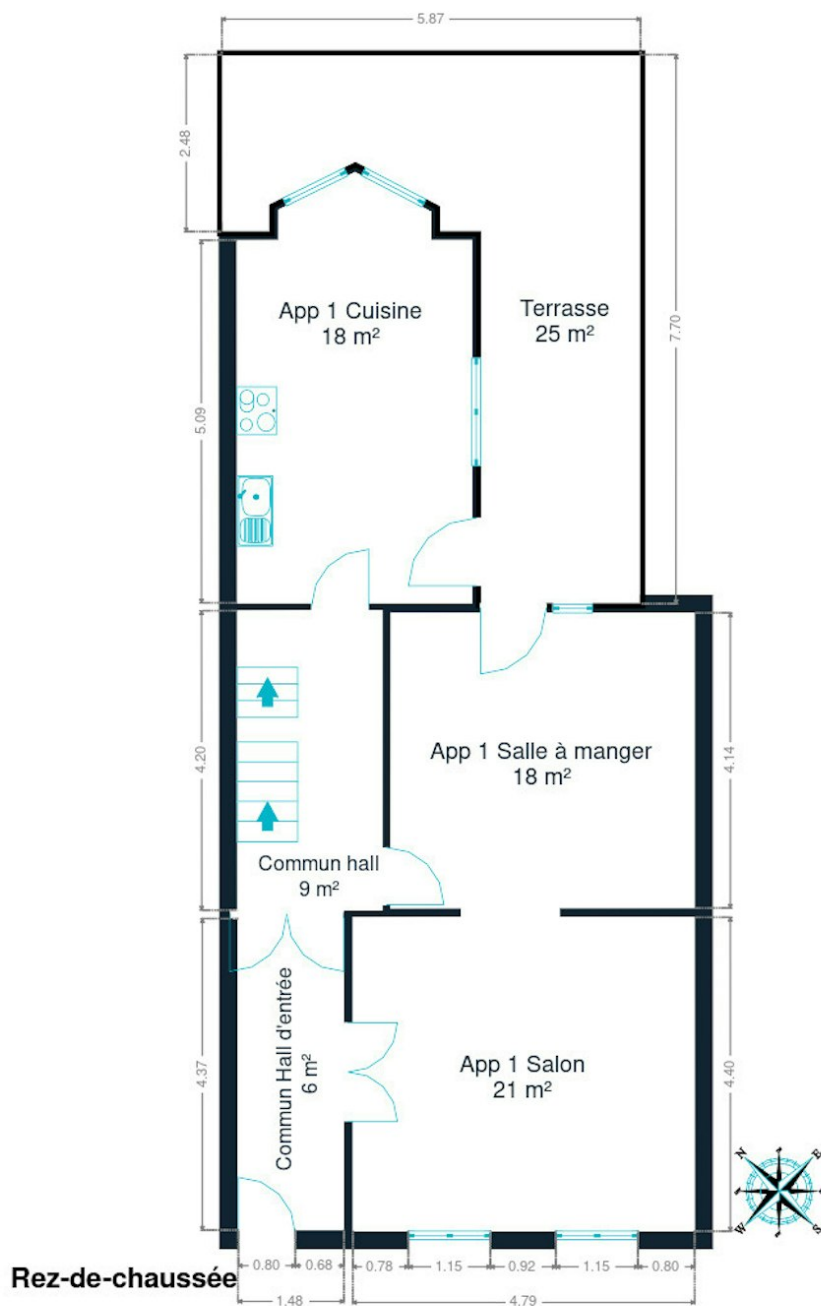 5.87
2.48
App 1 Cuisine
18 m²
Terrasse
25 m²
7.70
5.09
4.20
App 1 Salle à manger
18 m²
4.14
Commun hall
9 m²
Commun Hall d'entrée
6 m²
App 1 Salon
21 m²
4.37
4.40
N
E
W
S
Rez-de-chaussée
0.80
0.68
0.78
1.15
0.92
1.15
0.80
1.48
4.79